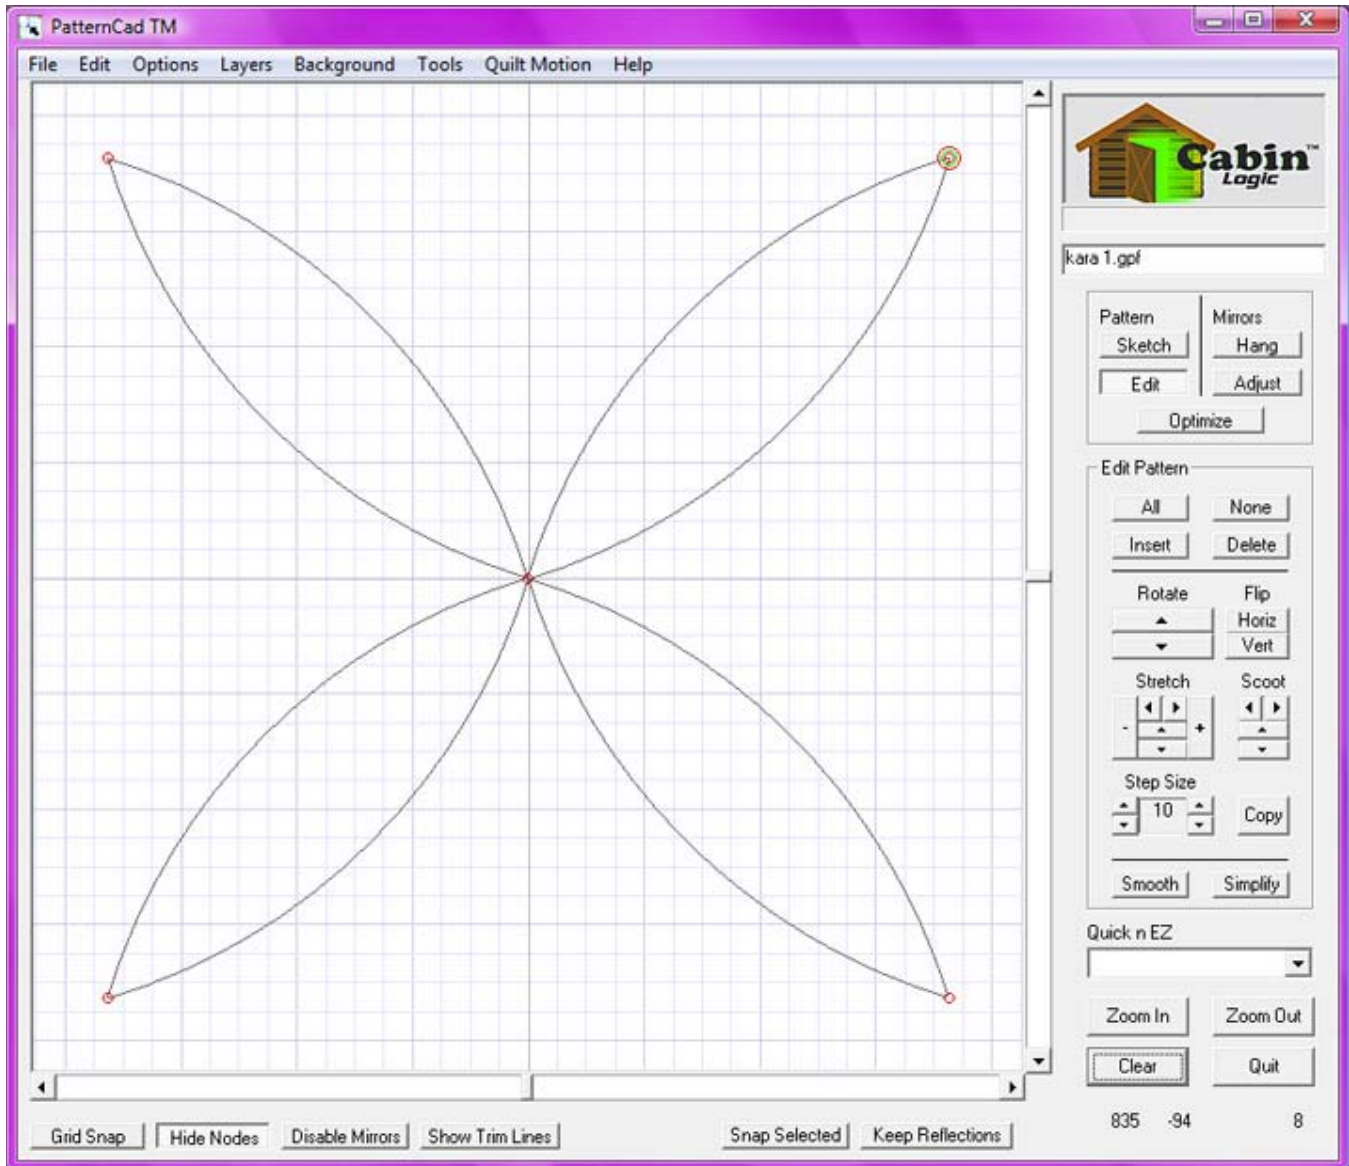 PatternCad TM
File Edit Options Layers Background Tools Quilt Motion Help
Cabin™
Logic
kara 1.gpf
Pattern Mirrors
Sketch Hang
Edit Adjust
Optimize
Edit Pattern
All None
Insert Delete
Rotate Flip
Horiz
Vert
Stretch Scoot
- +
Step Size
10 Copy
Smooth Simplify
Quick n EZ
Zoom In Zoom Out
Clear Quit
835 -94 8
Grid Snap Hide Nodes Disable Mirrors Show Trim Lines Snap Selected Keep Reflections